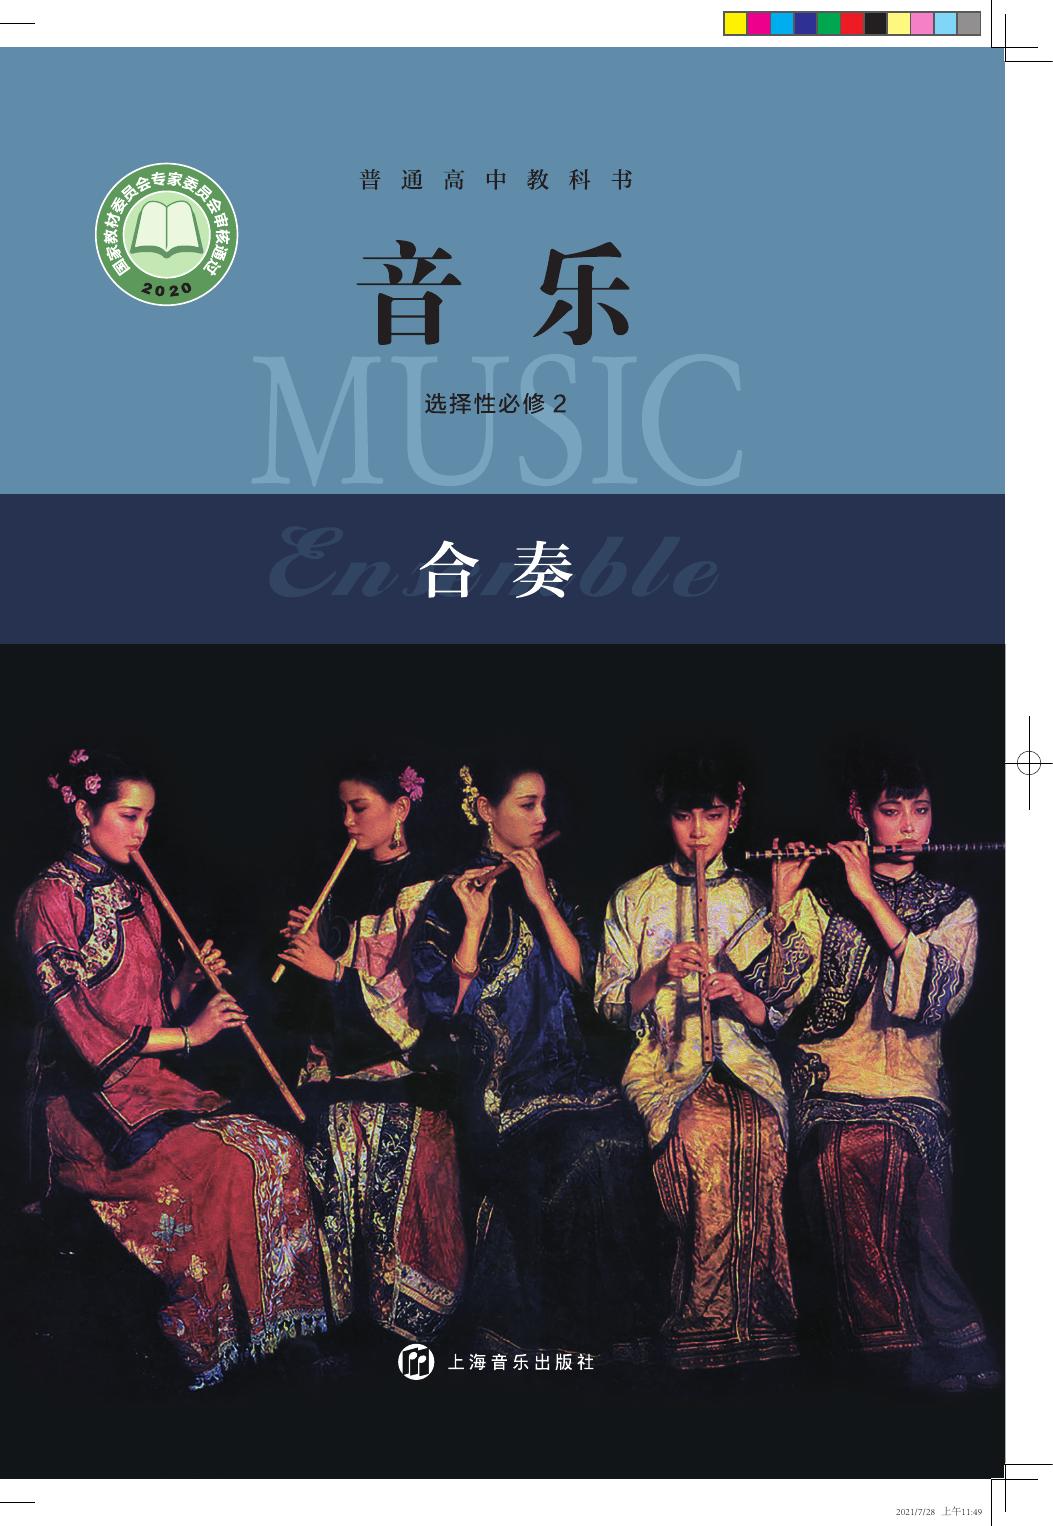 普通高中教科书
国家教材委员会专家委员会审核通过
2020
音乐
MUSIC
选择性必修2
Ensemble
合奏
上海音乐出版社
2021/7/28 上午11:49